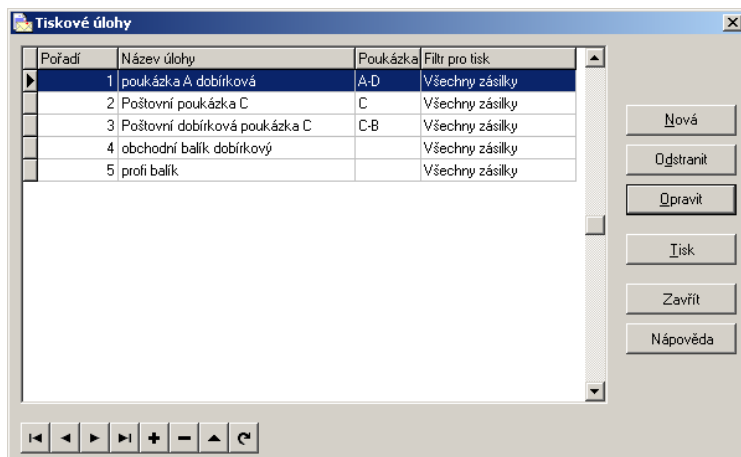 Tiskové úlohy
Pořadí Název úlohy Poukázka Filtr pro tisk
1 poukázka A dobírková A-D Všechny zásilky
2 Poštovní poukázka C C Všechny zásilky
3 Poštovní dobírková poukázka C C-B Všechny zásilky
4 obchodní balík dobírkový Všechny zásilky
5 profi balík Všechny zásilky
Nová
Odstranit
Opravit
Tisk
Zavřít
Nápověda